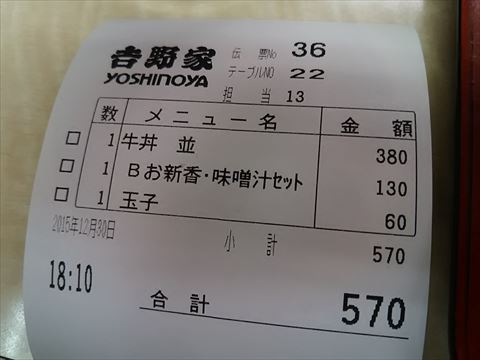 吉野家
YOSHINOYA
伝票No 36
テーブルNO 22
担当 13
数 メニュー名 金額
□ 1 牛丼 並 380
□ 1 Bお新香・味噌汁セット 130
□ 1 玉子 60
2015年12月30日 小計 570
18:10 合計 570